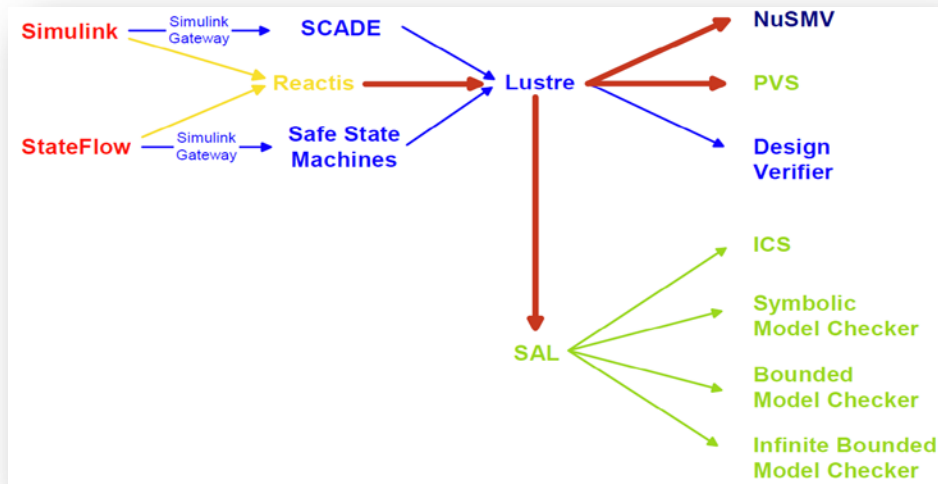 Simulink
Simulink
Gateway
SCADE
NuSMV
Reactis
Lustre
PVS
StateFlow
Simulink
Gateway
Safe State
Machines
Design
Verifier
ICS
Symbolic
Model Checker
SAL
Bounded
Model Checker
Infinite Bounded
Model Checker